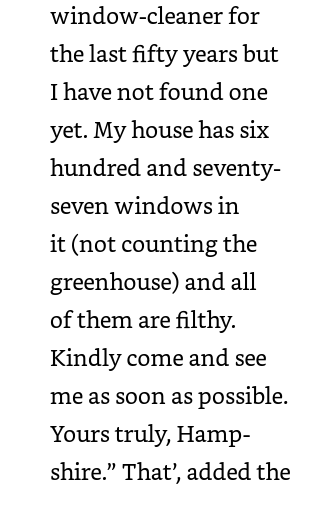 window-cleaner for
the last fifty years but
I have not found one
yet. My house has six
hundred and seventy-
seven windows in
it (not counting the
greenhouse) and all
of them are filthy.
Kindly come and see
me as soon as possible.
Yours truly, Hamp-
shire.” That’, added the